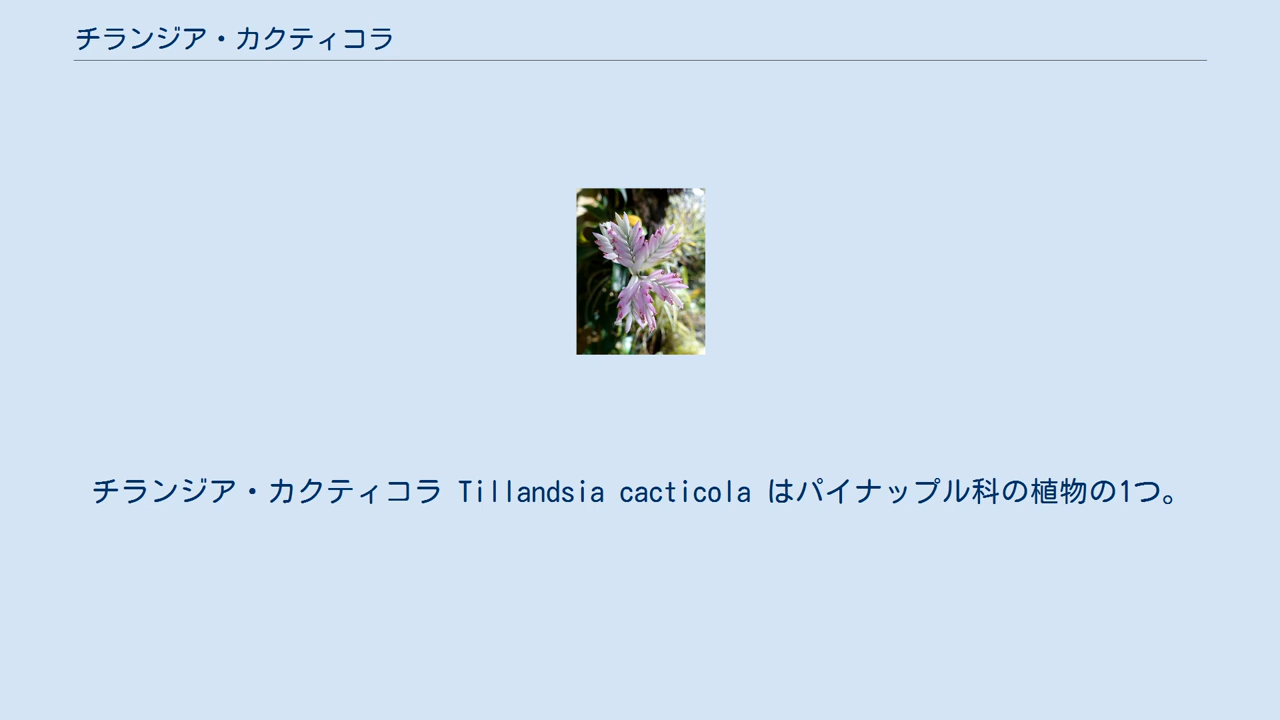 チランジア・カクティコラ
チランジア・カクティコラ Tillandsia cacticola はパイナップル科の植物の1つ。